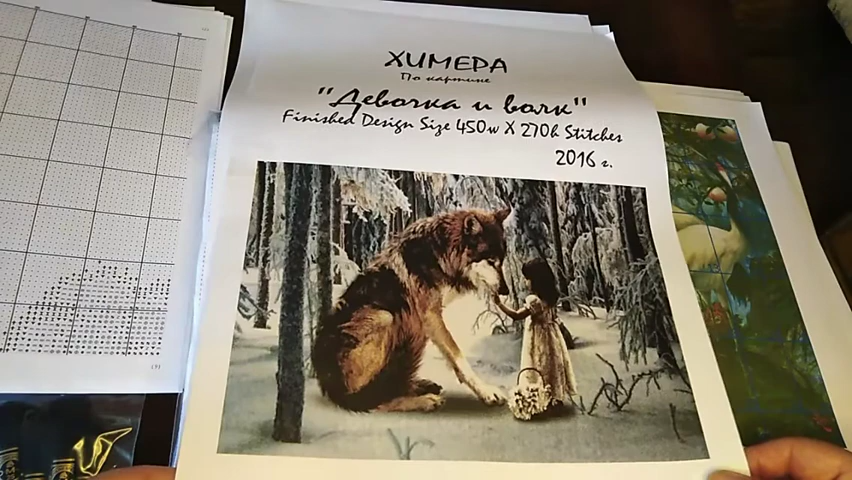 ХИМЕРА
По картине
"Девочка и волк"
Finished Design Size 450w X 270h Stitches
2016 г.